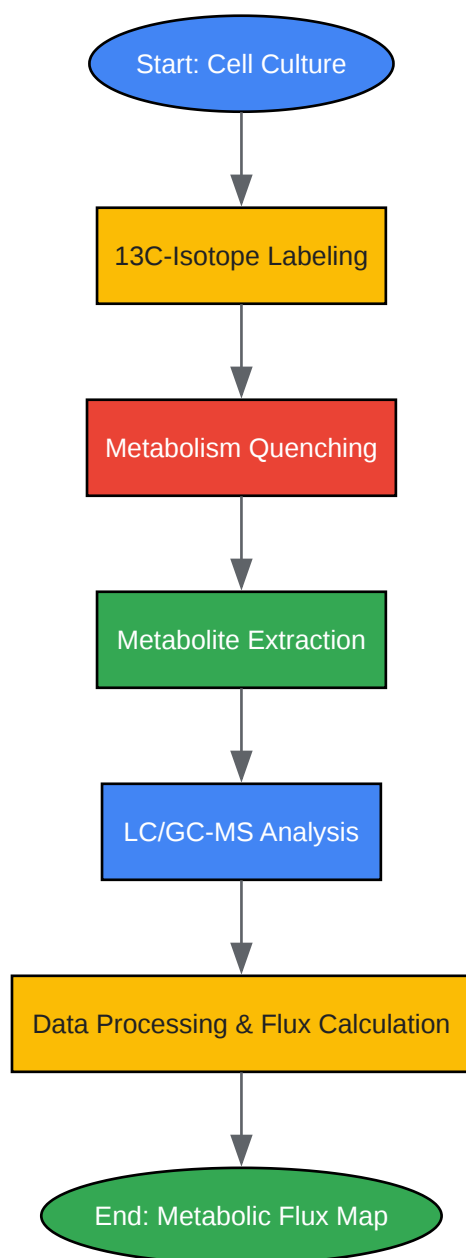 Start: Cell Culture
13C-Isotope Labeling
Metabolism Quenching
Metabolite Extraction
LC/GC-MS Analysis
Data Processing & Flux Calculation
End: Metabolic Flux Map